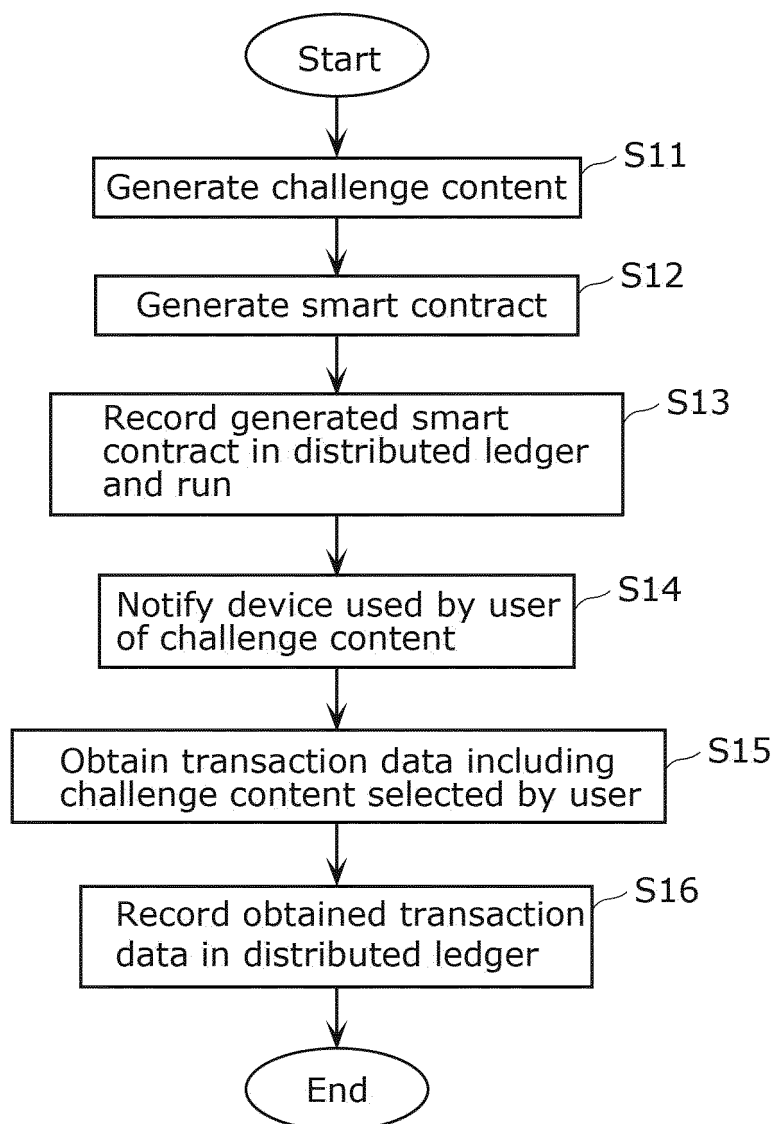 Start
S11
Generate challenge content
S12
Generate smart contract
S13
Record generated smart
contract in distributed ledger
and run
S14
Notify device used by user
of challenge content
S15
Obtain transaction data including
challenge content selected by user
S16
Record obtained transaction
data in distributed ledger
End